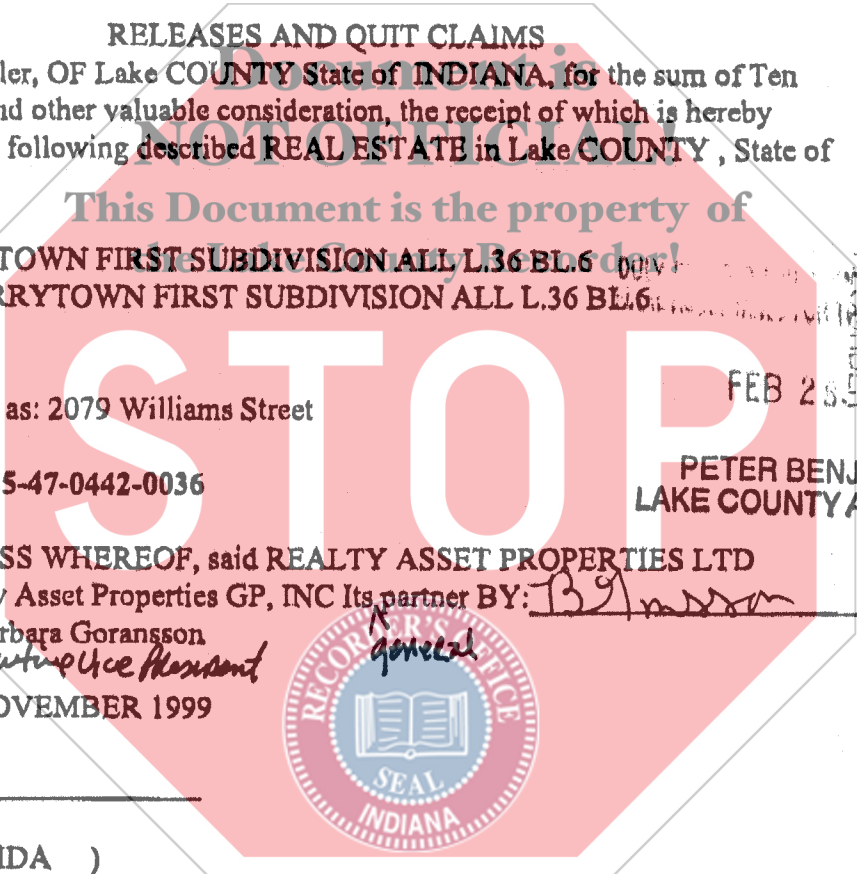 RELEASES AND QUIT CLAIMS
Document is
ler, OF Lake COUNTY State of INDIANA, for the sum of Ten
nd other valuable consideration, the receipt of which is hereby
NOT OFFICIAL!
following described REAL ESTATE in Lake COUNTY , State of
This Document is the property of
the Lake County Recorder!
TOWN FIRST SUBDIVISION ALL L.36 BL.6
RRYTOWN FIRST SUBDIVISION ALL L.36 BL.6
STOP
FEB 2
as: 2079 Williams Street
5-47-0442-0036
PETER BENJ
LAKE COUNTY A
SS WHEREOF, said REALTY ASSET PROPERTIES LTD
y Asset Properties GP, INC Its partner BY:
general
rbara Goransson
Vice President
OVEMBER 1999
RECORDER'S OFFICE
SEAL
INDIANA
IDA )